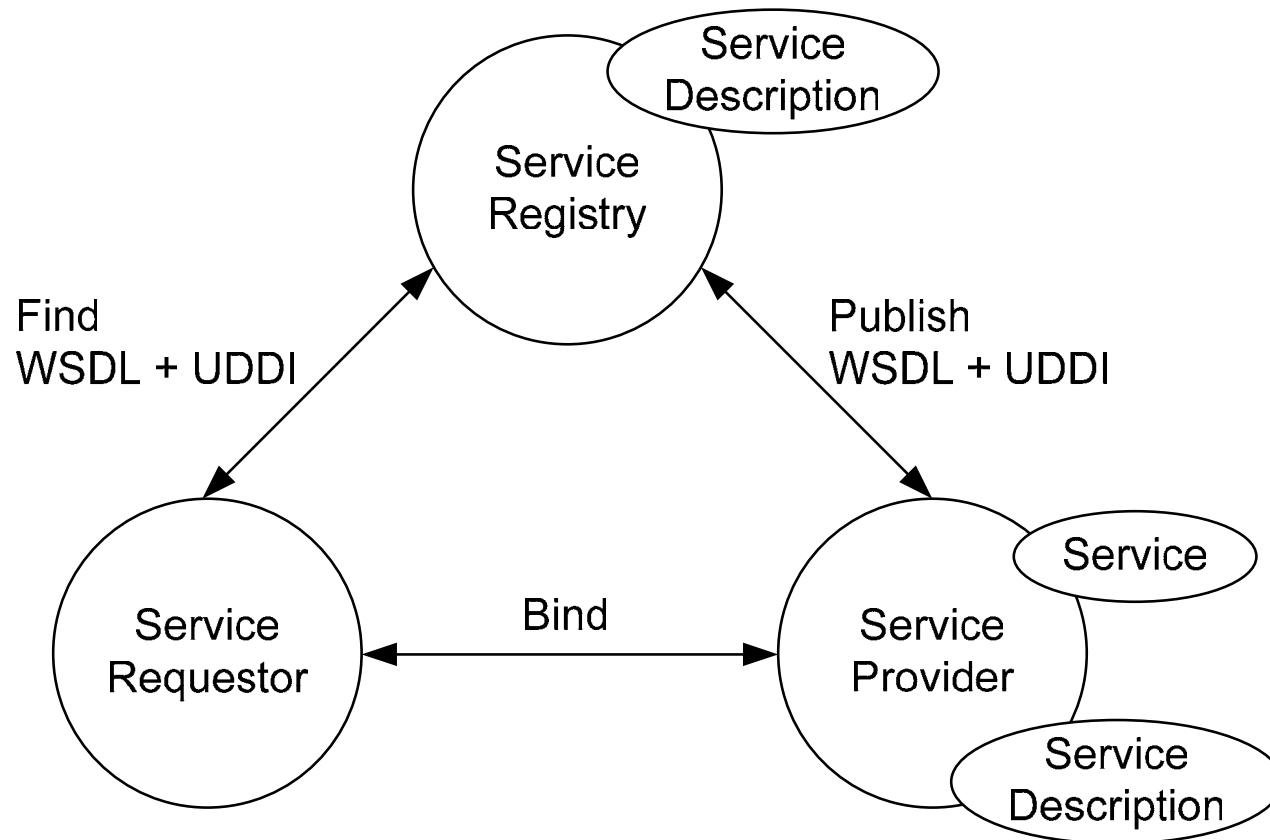 Service
Description
Service
Registry
Find
WSDL + UDDI
Publish
WSDL + UDDI
Service
Bind
Service
Requestor
Service
Provider
Service
Description